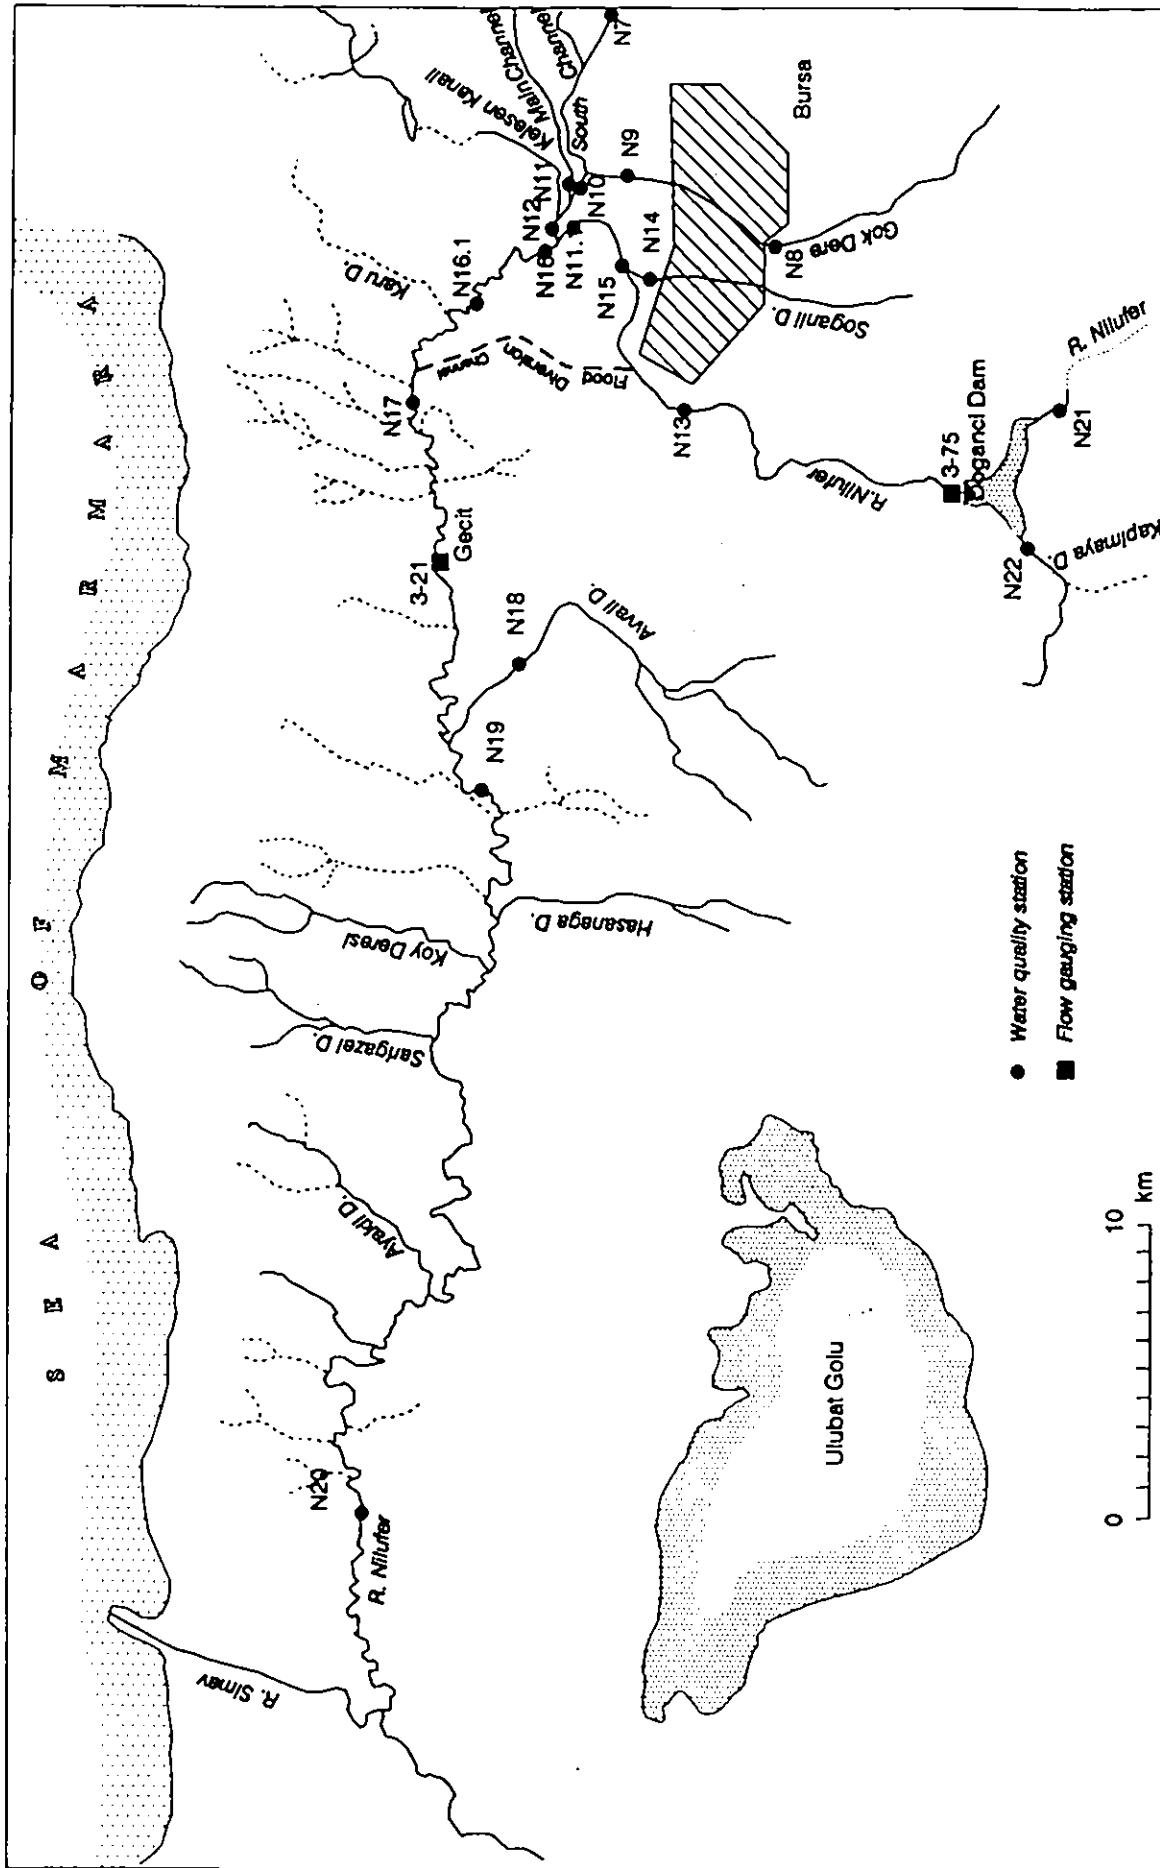 SEA OF MARMARA
R. Simav
R. Nilufer
N20
Ayakli D.
Sarigazel D.
Koy Deresi
Hasanaga D.
N19
N18
Ayvali D.
3-21
Gecit
N17
Karu D.
N16.1
Flood
Diversion
Channel
N16
N12
N11
N11.1
N10
Kelesen Kanali
Main Channel
South Channel
N7
N9
N15
N14
N13
Bursa
N8
Gok Dere
Soganli D.
R. Nilufer
3-75
Doganci Dam
N22
Kaplmaya D.
N21
R. Nilufer
Ulubat Golu
Water quality station
Flow gauging station
0 10 km